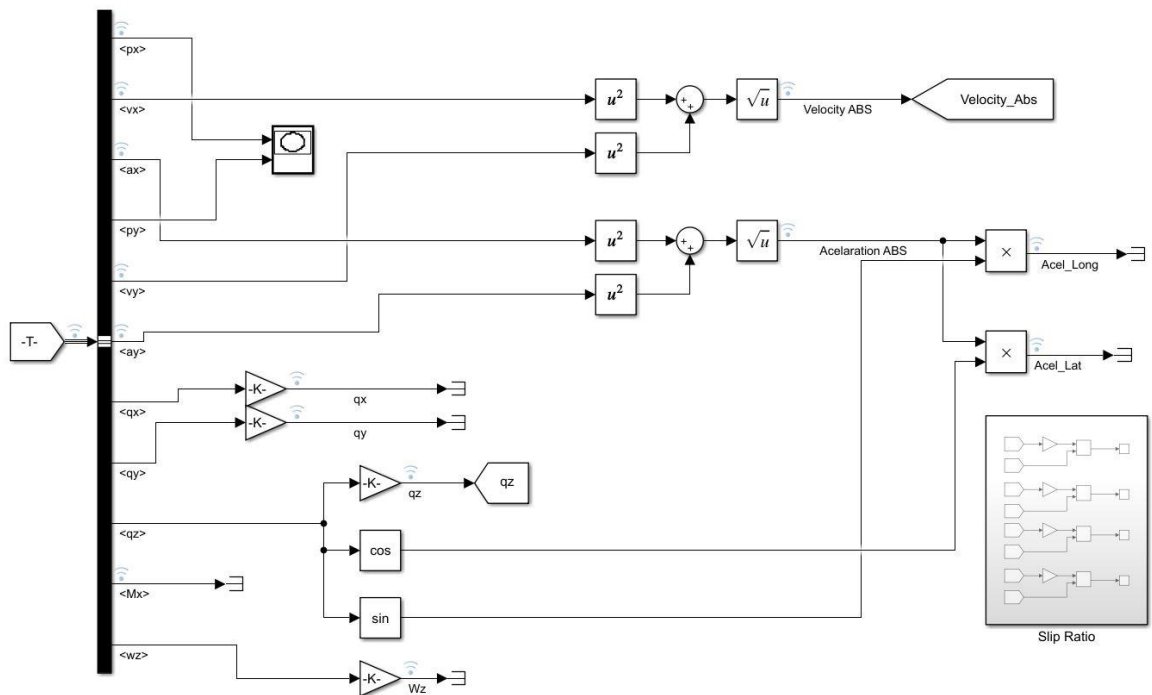 <px>
<vx>
u²
+
+
√u
Velocity ABS
Velocity_Abs
u²
<ax>
<py>
u²
+
+
√u
Acelaration ABS
×
Acel_Long
<vy>
u²
-T-
<ay>
×
Acel_Lat
<qx>
-K-
qx
<qy>
-K-
qy
-K-
qz
qz
<qz>
cos
<Mx>
sin
Slip Ratio
<wz>
-K-
Wz